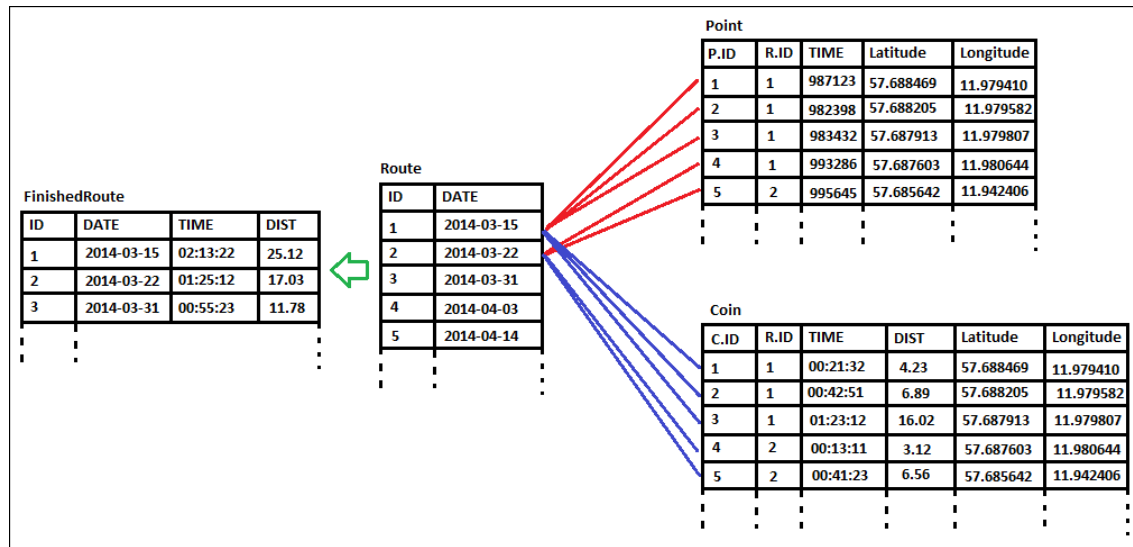 Point
P.ID R.ID TIME Latitude Longitude
1 1 987123 57.688469 11.979410
2 1 982398 57.688205 11.979582
3 1 983432 57.687913 11.979807
4 1 993286 57.687603 11.980644
5 2 995645 57.685642 11.942406
Route
ID DATE
1 2014-03-15
2 2014-03-22
3 2014-03-31
4 2014-04-03
5 2014-04-14
FinishedRoute
ID DATE TIME DIST
1 2014-03-15 02:13:22 25.12
2 2014-03-22 01:25:12 17.03
3 2014-03-31 00:55:23 11.78
Coin
C.ID R.ID TIME DIST Latitude Longitude
1 1 00:21:32 4.23 57.688469 11.979410
2 1 00:42:51 6.89 57.688205 11.979582
3 1 01:23:12 16.02 57.687913 11.979807
4 2 00:13:11 3.12 57.687603 11.980644
5 2 00:41:23 6.56 57.685642 11.942406